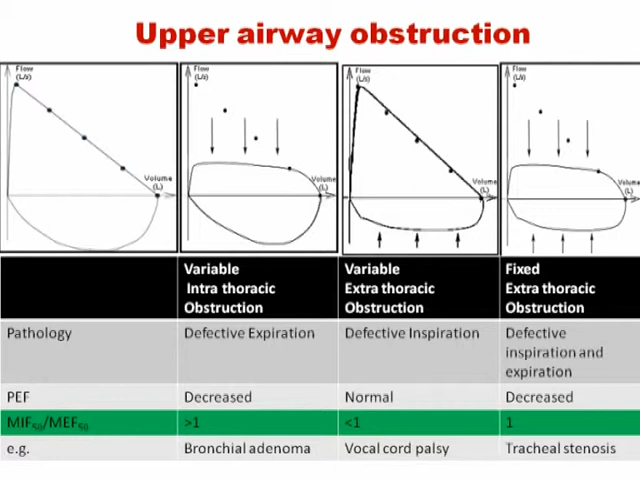 Upper airway obstruction
Flow
(L/s)
Volume
(L)
Flow
(L/s)
Volume
(L)
Flow
(L/s)
Volume
(L)
Flow
(L/s)
Volume
(L)
Variable
Intra thoracic
Obstruction
Variable
Extra thoracic
Obstruction
Fixed
Extra thoracic
Obstruction
Pathology
Defective Expiration
Defective Inspiration
Defective
inspiration and
expiration
PEF
Decreased
Normal
Decreased
MIF50/MEF50
>1
<1
1
e.g.
Bronchial adenoma
Vocal cord palsy
Tracheal stenosis